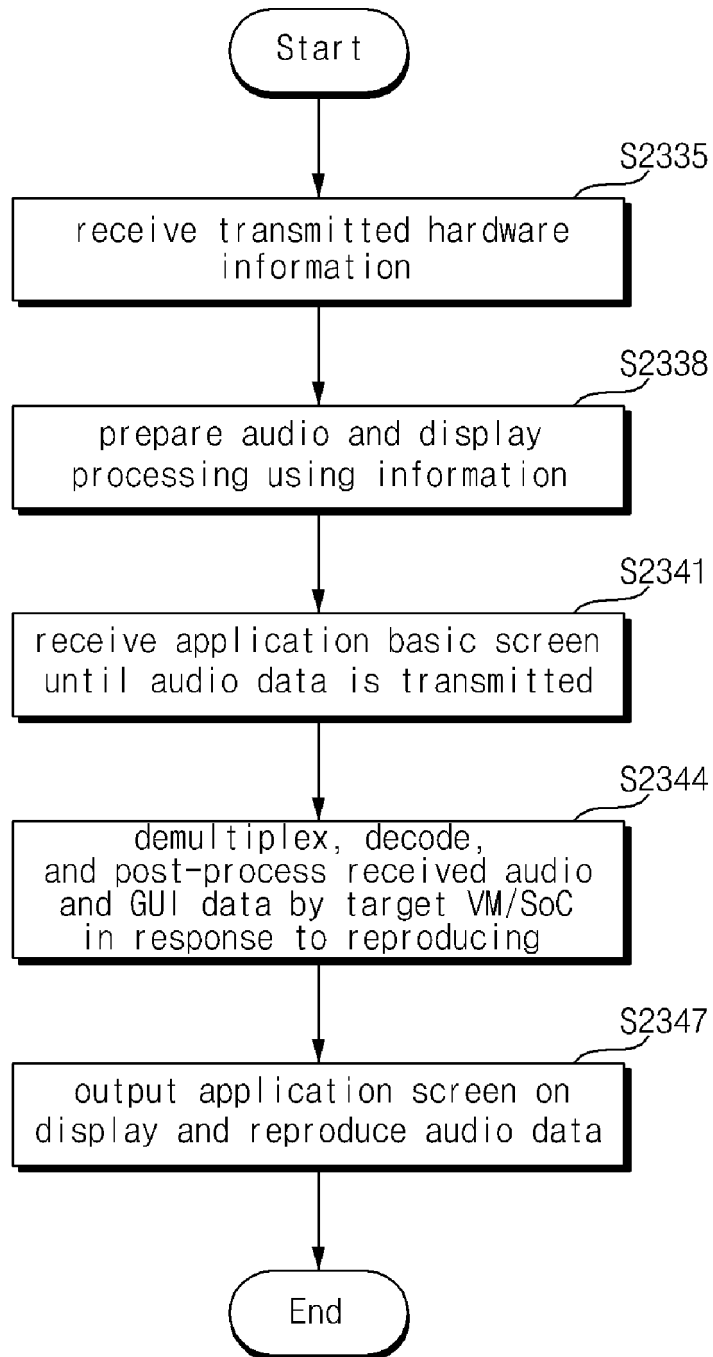 Start
S2335
receive transmitted hardware
information
S2338
prepare audio and display
processing using information
S2341
receive application basic screen
until audio data is transmitted
S2344
demultiplex, decode,
and post-process received audio
and GUI data by target VM/SoC
in response to reproducing
S2347
output application screen on
display and reproduce audio data
End